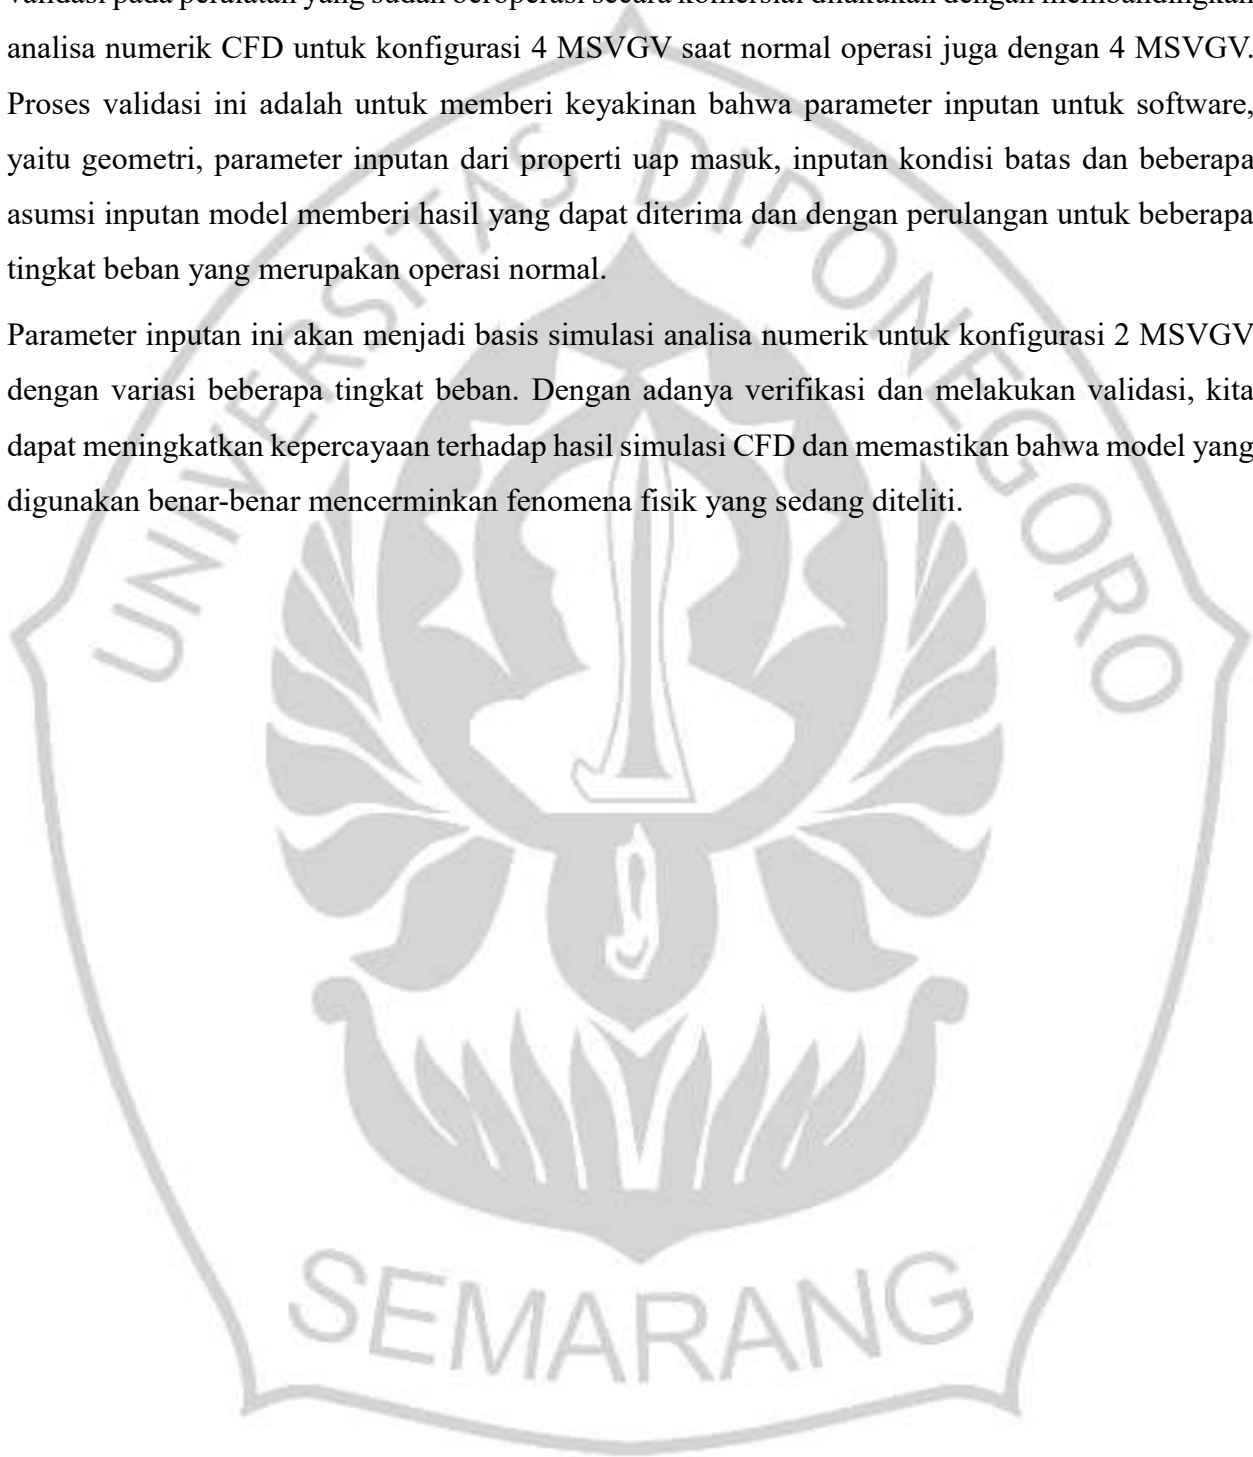 validasi pada peralatan yang sudah beroperasi secara komersial dilakukan dengan membandingkan
analisa numerik CFD untuk konfigurasi 4 MSVGV saat normal operasi juga dengan 4 MSVGV.
Proses validasi ini adalah untuk memberi keyakinan bahwa parameter inputan untuk software,
yaitu geometri, parameter inputan dari properti uap masuk, inputan kondisi batas dan beberapa
asumsi inputan model memberi hasil yang dapat diterima dan dengan perulangan untuk beberapa
tingkat beban yang merupakan operasi normal.
Parameter inputan ini akan menjadi basis simulasi analisa numerik untuk konfigurasi 2 MSVGV
dengan variasi beberapa tingkat beban. Dengan adanya verifikasi dan melakukan validasi, kita
dapat meningkatkan kepercayaan terhadap hasil simulasi CFD dan memastikan bahwa model yang
digunakan benar-benar mencerminkan fenomena fisik yang sedang diteliti.
UNIVERSITAS DIPONEGORO
SEMARANG